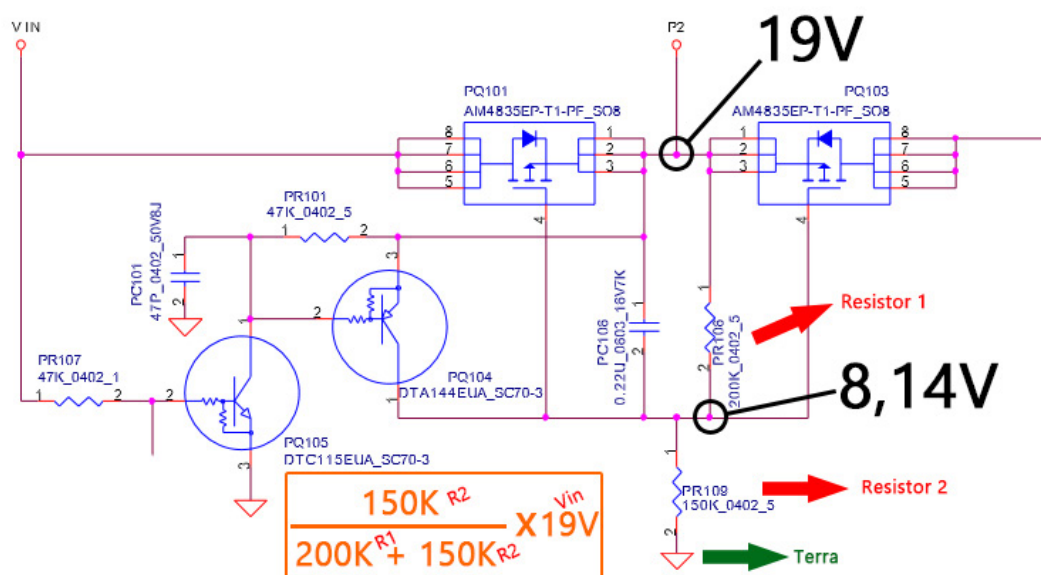 VIN
P2
19V
PQ101
AM4835EP-T1-PF_SO8
PQ103
AM4835EP-T1-PF_SO8
8
7
6
5
1
2
3
4
1
2
3
8
7
6
5
4
PR101
47K_0402_5
1
2
PC101
47P_0402_50V8J
1
2
3
2
1
PQ104
DTA144EUA_SC70-3
PC106
0.22U_0603_16V7K
1
2
PR106
200K_0402_5
1
2
Resistor 1
8,14V
PR107
47K_0402_1
1
2
2
1
3
PQ105
DTC115EUA_SC70-3
PR109
150K_0402_5
1
2
Resistor 2
Terra
150K R2
200K R1 + 150K R2
X19V Vin